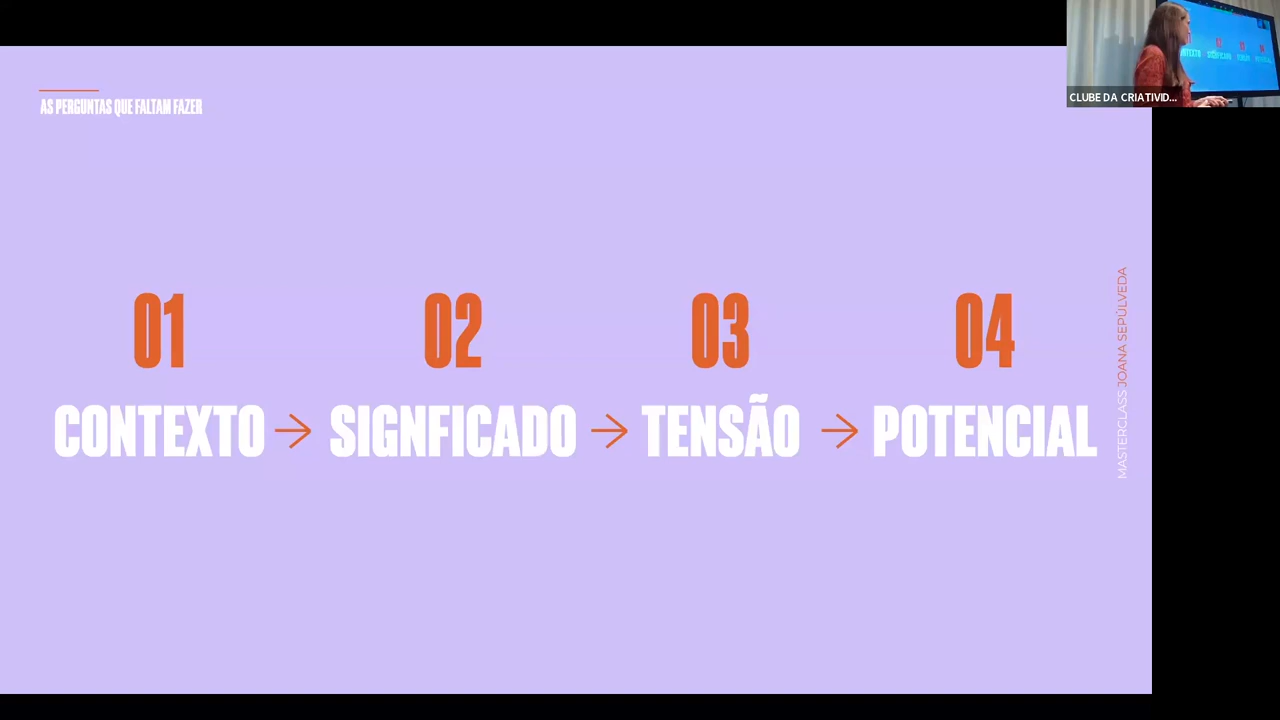 AS PERGUNTAS QUE FALTAM FAZER
01
02
03
04
CONTEXTO → SIGNFICADO → TENSÃO → POTENCIAL
MASTERCLASS JOANA SEPÚLVEDA
CLUBE DA CRIATIVID...